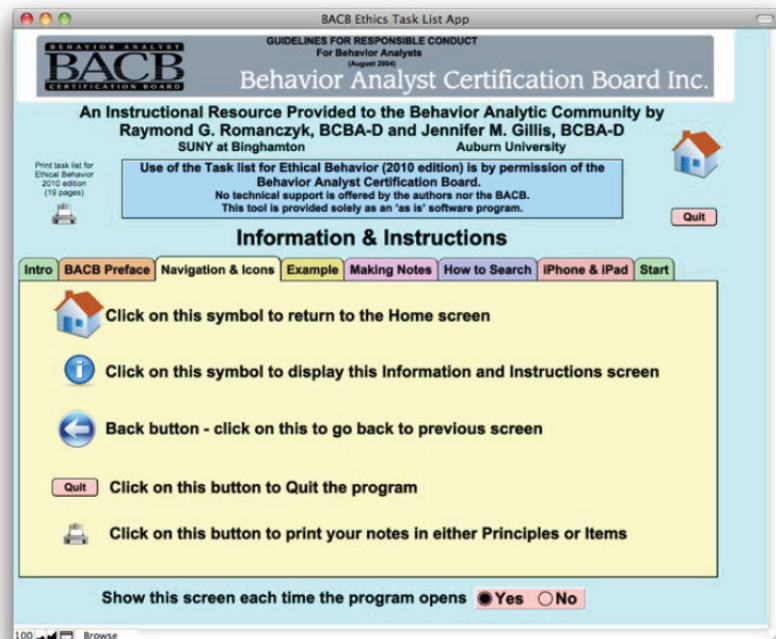 BACB Ethics Task List App
GUIDELINES FOR RESPONSIBLE CONDUCT
For Behavior Analysts
(August 2004)
BEHAVIOR ANALYST
BACB
CERTIFICATION BOARD
Behavior Analyst Certification Board Inc.
An Instructional Resource Provided to the Behavior Analytic Community by
Raymond G. Romanczyk, BCBA-D and Jennifer M. Gillis, BCBA-D
SUNY at Binghamton Auburn University
Print task list for
Ethical Behavior
2010 edition
(19 pages)
Use of the Task list for Ethical Behavior (2010 edition) is by permission of the
Behavior Analyst Certification Board.
No technical support is offered by the authors nor the BACB.
This tool is provided solely as an 'as is' software program.
Quit
Information & Instructions
Intro BACB Preface Navigation & Icons Example Making Notes How to Search iPhone & iPad Start
Click on this symbol to return to the Home screen
Click on this symbol to display this Information and Instructions screen
Back button - click on this to go back to previous screen
Quit Click on this button to Quit the program
Click on this button to print your notes in either Principles or Items
Show this screen each time the program opens Yes No
100 Browse